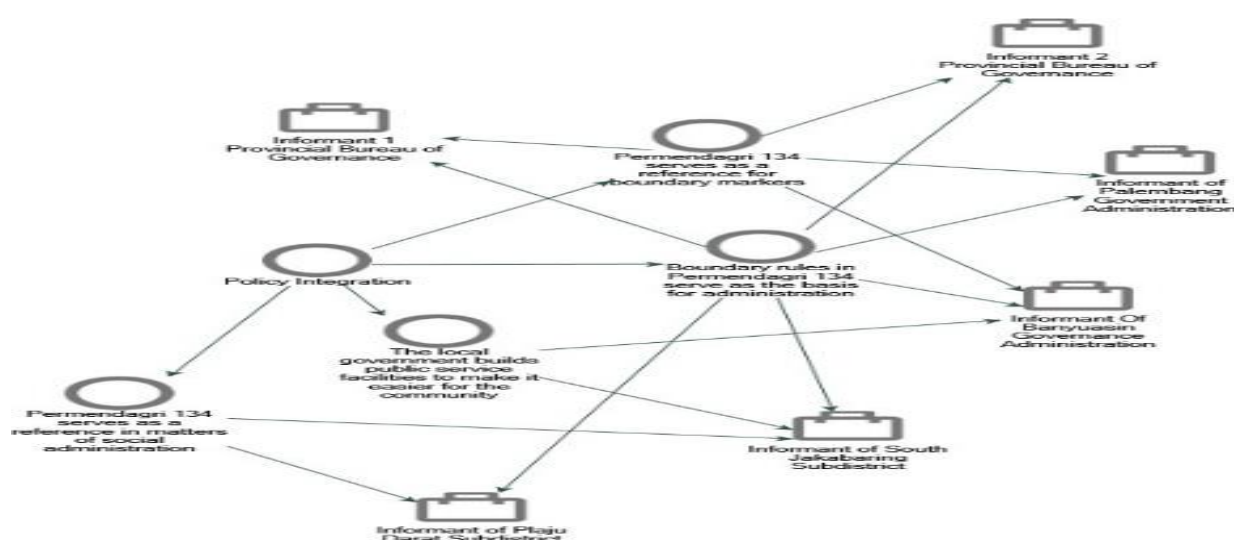 Informant 2
Provincial Bureau of
Governance
Informant 1
Provincial Bureau of
Governance
Permendagri 134
serves as a
reference for
boundary markers
Informant of
Palembang
Government
Administration
Policy Integration
Boundary rules in
Permendagri 134
serve as the basis
for administration
Informant Of
Banyuasin
Governance
Administration
The local
government builds
public service
facilities to make it
easier for the
community
Permendagri 134
serves as a
reference in matters
of social
administration
Informant of South
Jakabaring
Subdistrict
Informant of Plaju
Darat Subdistrict